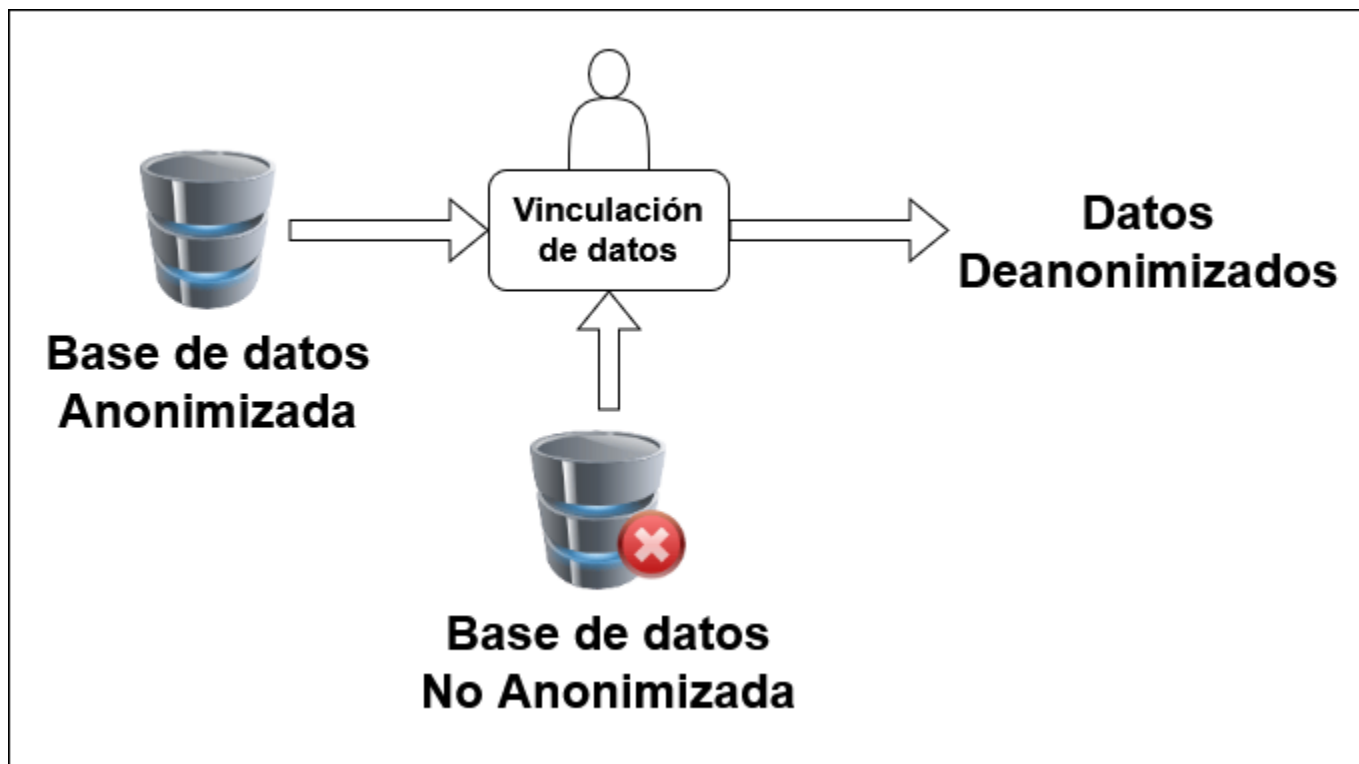 Vinculación
de datos
Datos
Deanonimizados
Base de datos
Anonimizada
Base de datos
No Anonimizada